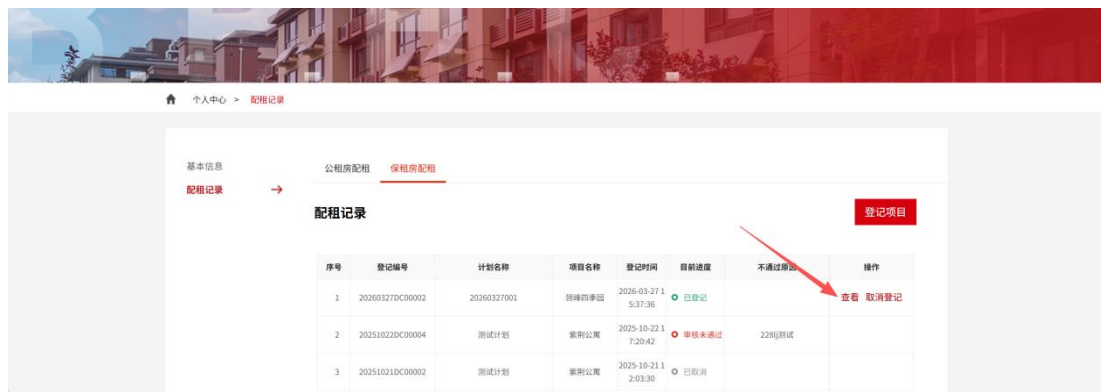 个人中心 > 配租记录
基本信息
配租记录
公租房配租 保租房配租
配租记录
登记项目
序号 登记编号 计划名称 项目名称 登记时间 目前进度 不通过原因 操作
1 20260327DC00002 20260327001 领峰四季园 2026-03-27 1
5:37:36 已登记 查看 取消登记
2 20251022DC00004 测试计划 紫荆公寓 2025-10-22 1
7:20:42 审核未通过 228lj测试
3 20251021DC00002 测试计划 紫荆公寓 2025-10-21 1
2:03:30 已取消